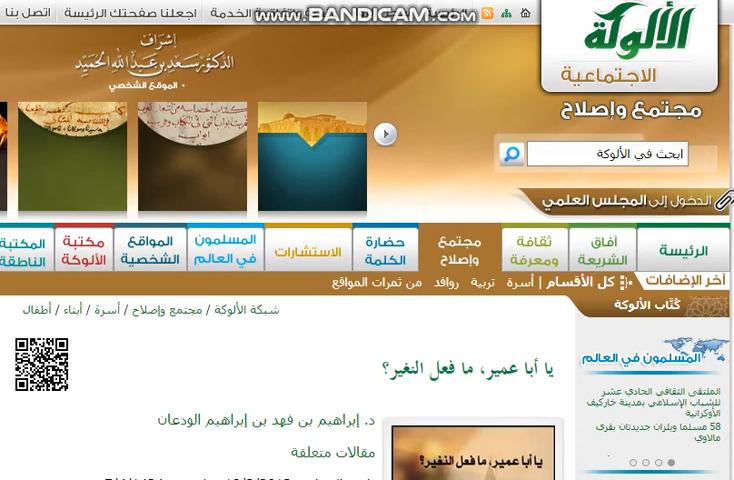 اتصل بنا
اجعلنا صفحتك الرئيسة
الخدمة
www.BANDICAM.com
الألوكة
الاجتماعية
إشراف
الدكتور سعد بن عبد الله الحميد
الموقع الشخصي
مجتمع وإصلاح
ابحث في الألوكة
الدخول إلى المجلس العلمي
الرئيسة
آفاق الشريعة
ثقافة ومعرفة
مجتمع وإصلاح
حضارة الكلمة
الاستشارات
المسلمون في العالم
المواقع الشخصية
مكتبة الألوكة
المكتبة الناطقة
آخر الإضافات
كل الأقسام | أسرة تربية روافد من ثمرات المواقع
كُتَّاب الألوكة
شبكة الألوكة / مجتمع وإصلاح / أسرة / أبناء / أطفال
المسلمون في العالم
يا أبا عمير، ما فعل النغير؟
الملتقى الثقافي الحادي عشر
للشباب الإسلامي بمدينة خاركيف
الأوكرانية
58 مسلما وبئران جديدتان بقرى
مالاوي
د. إبراهيم بن فهد بن إبراهيم الودعان
مقالات متعلقة
يا أبا عمير، ما فعل النغير؟